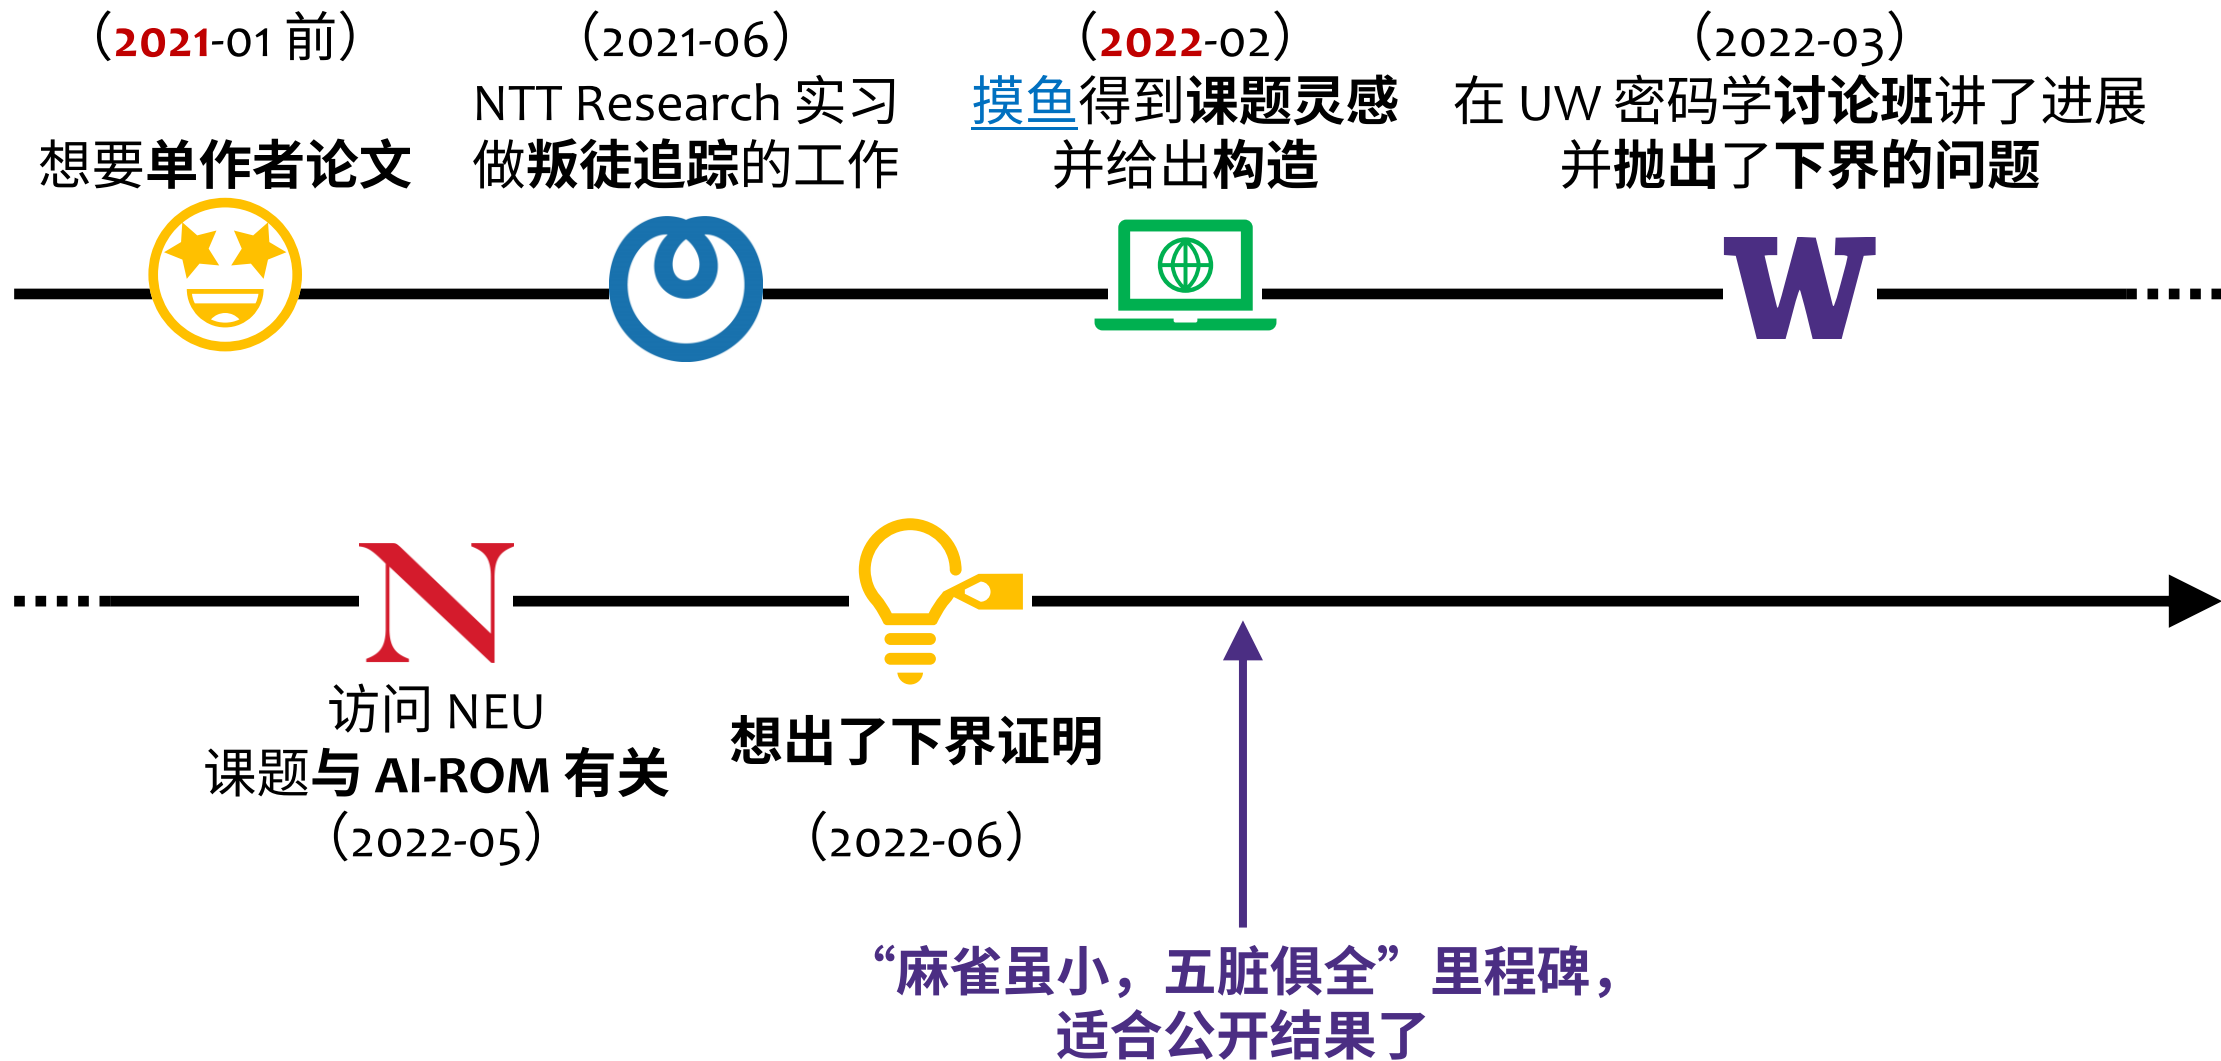 （2021-01 前）
想要单作者论文
（2021-06）
NTT Research 实习
做叛徒追踪的工作
（2022-02）
摸鱼得到课题灵感
并给出构造
（2022-03）
在 UW 密码学讨论班讲了进展
并抛出了下界的问题
W
N
访问 NEU
课题与 AI-ROM 有关
（2022-05）
想出了下界证明
（2022-06）
“麻雀虽小，五脏俱全”里程碑，
适合公开结果了